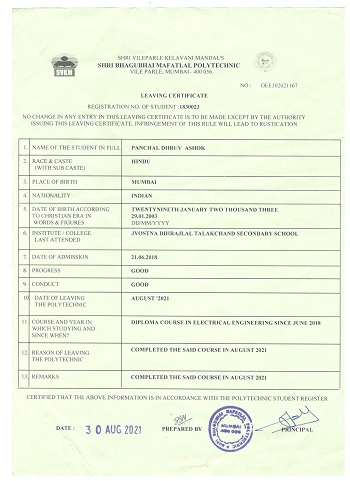 SHRI VILEPARLE KELAVANI MANDAL'S
SHRI BHAGUBHAI MAFATLAL POLYTECHNIC
VILE PARLE, MUMBAI - 400 056
SVKM
NO : OEE302021167
LEAVING CERTIFICATE
REGISTRATION NO. OF STUDENT :1830023
NO CHANGE IN ANY ENTRY IN THIS LEAVING CERTIFICATE IS TO BE MADE EXCEPT BY THE AUTHORITY
ISSUING THIS LEAVING CERTIFICATE. INFRINGEMENT OF THIS RULE WILL LEAD TO RUSTICATION
1. NAME OF THE STUDENT IN FULL PANCHAL DHRUV ASHOK
2. RACE & CASTE HINDU
(WITH SUB CASTE)
3. PLACE OF BIRTH MUMBAI
4. NATIONALITY INDIAN
5. DATE OF BIRTH ACCORDING TWENTYNINETH JANUARY TWO THOUSAND THREE
TO CHRISTIAN ERA IN 29.01.2003
WORDS & FIGURES DD/MM/YYYY
6. INSTITUTE / COLLEGE JYOSTNA DHIRAJLAL TALAKCHAND SECONDARY SCHOOL
LAST ATTENDED
7. DATE OF ADMISSION 21.06.2018
8. PROGRESS GOOD
9. CONDUCT GOOD
10. DATE OF LEAVING AUGUST '2021
THE POLYTECHNIC
11. COURSE AND YEAR IN DIPLOMA COURSE IN ELECTRICAL ENGINEERING SINCE JUNE 2018
WHICH STUDYING AND
SINCE WHEN?
12. REASON OF LEAVING COMPLETED THE SAID COURSE IN AUGUST 2021
THE POLYTECHNIC
13. REMARKS COMPLETED THE SAID COURSE IN AUGUST 2021
CERTIFIED THAT THE ABOVE INFORMATION IS IN ACCORDANCE WITH THE POLYTECHNIC STUDENT REGISTER
DATE : 30 AUG 2021 PREPARED BY PRINCIPAL
SHRI BHAGUBHAI MAFATLAL POLYTECHNIC
MUMBAI
400 056